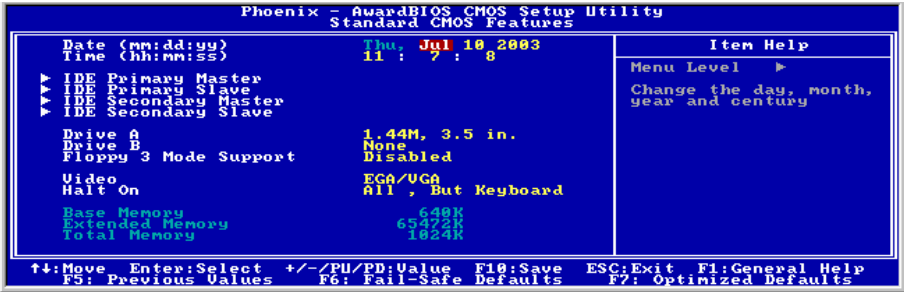 Phoenix - AwardBIOS CMOS Setup Utility
Standard CMOS Features
Date (mm:dd:yy) Thu, Jul 10 2003
Time (hh:mm:ss) 11 : 7 : 8
► IDE Primary Master
► IDE Primary Slave
► IDE Secondary Master
► IDE Secondary Slave
Drive A 1.44M, 3.5 in.
Drive B None
Floppy 3 Mode Support Disabled
Video EGA/VGA
Halt On All , But Keyboard
Base Memory 640K
Extended Memory 65472K
Total Memory 1024K
Item Help
Menu Level ►
Change the day, month,
year and century
↑↓:Move Enter:Select +/-/PU/PD:Value F10:Save ESC:Exit F1:General Help
F5: Previous Values F6: Fail-Safe Defaults F7: Optimized Defaults